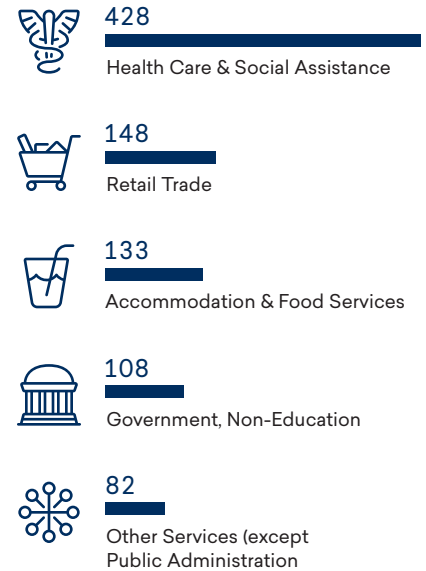 428
Health Care & Social Assistance
148
Retail Trade
133
Accommodation & Food Services
108
Government, Non-Education
82
Other Services (except
Public Administration